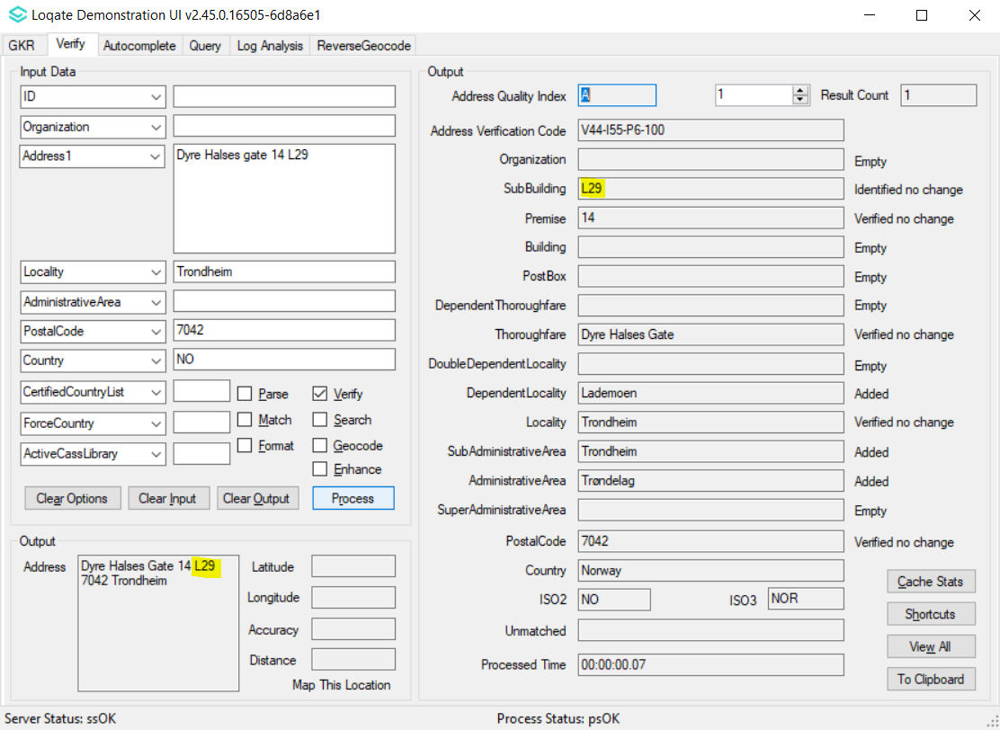 Loqate Demonstration UI v2.45.0.16505-6d8a6e1
GKR Verify Autocomplete Query Log Analysis ReverseGeocode
Input Data
ID
Organization
Address1 Dyre Halses gate 14 L29
Locality Trondheim
AdministrativeArea
PostalCode 7042
Country NO
CertifiedCountryList Parse Verify
ForceCountry Match Search
ActiveCassLibrary Format Geocode
Enhance
Clear Options Clear Input Clear Output Process
Output
Address Dyre Halses Gate 14 L29
7042 Trondheim
Latitude
Longitude
Accuracy
Distance
Map This Location
Output
Address Quality Index A 1 Result Count 1
Address Verification Code V44-I55-P6-100
Organization Empty
SubBuilding L29 Identified no change
Premise 14 Verified no change
Building Empty
PostBox Empty
DependentThoroughfare Empty
Thoroughfare Dyre Halses Gate Verified no change
DoubleDependentLocality Empty
DependentLocality Lademoen Added
Locality Trondheim Verified no change
SubAdministrativeArea Trondheim Added
AdministrativeArea Trøndelag Added
SuperAdministrativeArea Empty
PostalCode 7042 Verified no change
Country Norway
ISO2 NO ISO3 NOR
Unmatched
Processed Time 00:00:00.07
Cache Stats
Shortcuts
View All
To Clipboard
Server Status: ssOK Process Status: psOK